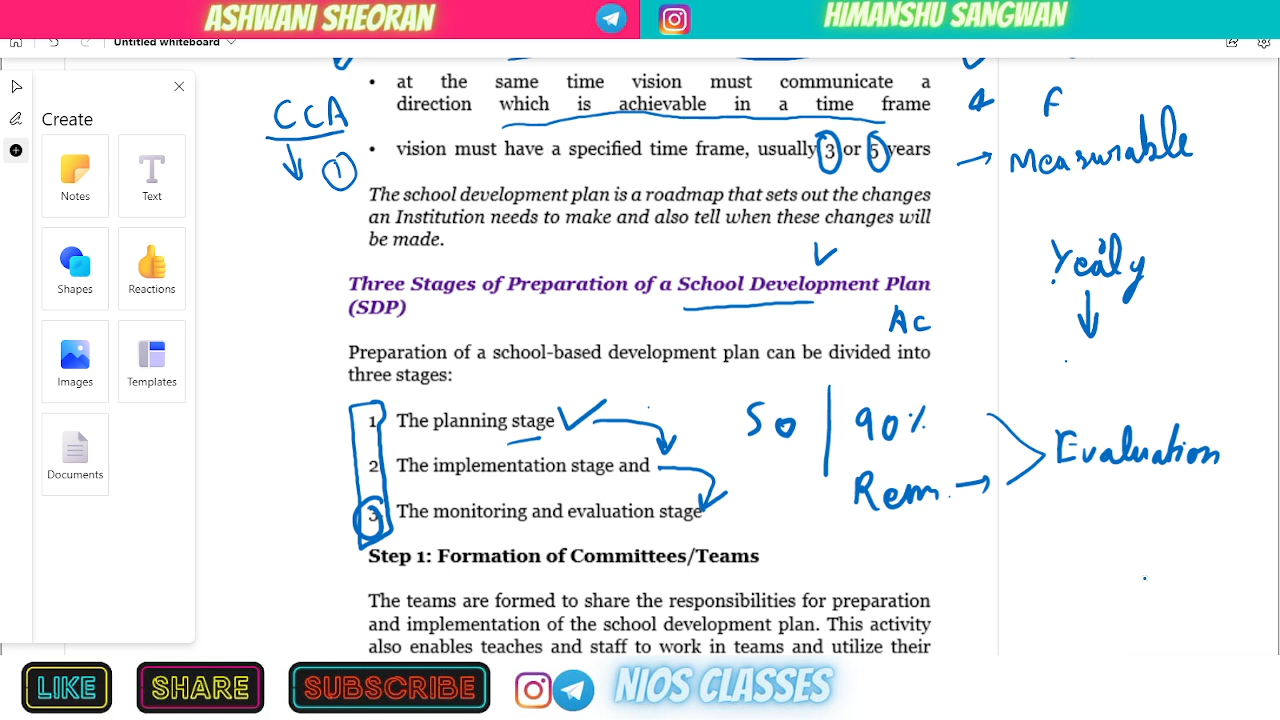 ASHWANI SHEORAN
HIMANSHU SANGWAN
Untitled whiteboard
Create
Notes
Text
Shapes
Reactions
Images
Templates
Documents
CCA
1
• at the same time vision must communicate a
direction which is achievable in a time frame
• vision must have a specified time frame, usually 3 or 5 years
The school development plan is a roadmap that sets out the changes
an Institution needs to make and also tell when these changes will
be made.
Three Stages of Preparation of a School Development Plan
(SDP)
AC
Preparation of a school-based development plan can be divided into
three stages:
1. The planning stage
2. The implementation stage and
3. The monitoring and evaluation stage
Step 1: Formation of Committees/Teams
The teams are formed to share the responsibilities for preparation
and implementation of the school development plan. This activity
also enables teaches and staff to work in teams and utilize their
Measurable
Yealy
90%
Rem.
Evaluation
LIKE
SHARE
SUBSCRIBE
NIOS CLASSES